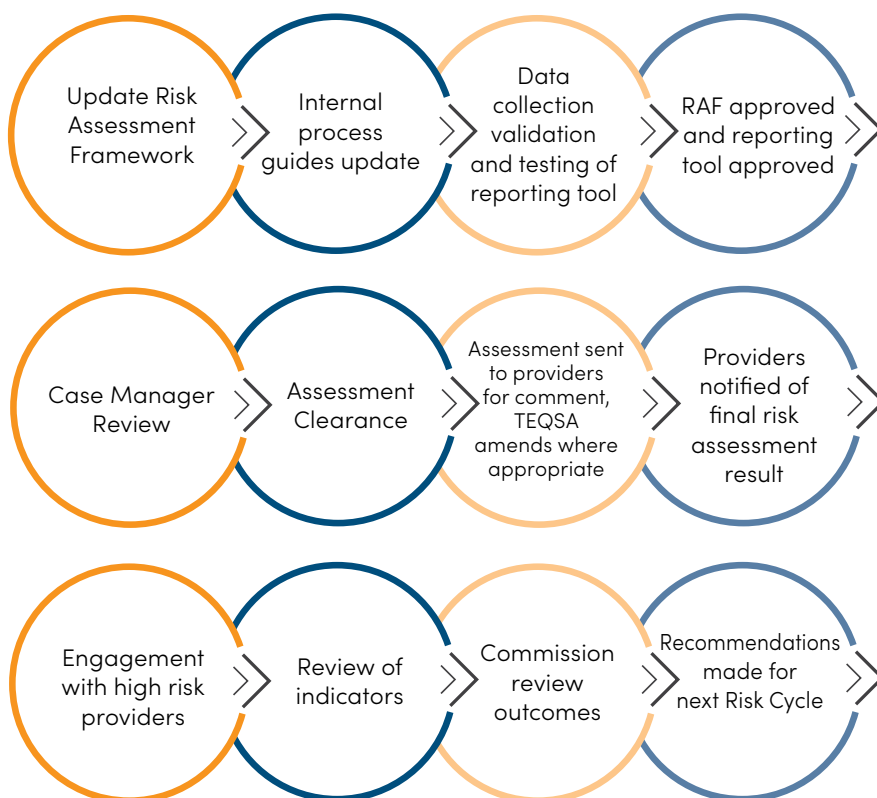 Update Risk
Assessment
Framework
Internal
process
guides update
Data
collection
validation
and testing of
reporting tool
RAF approved
and reporting
tool approved
Case Manager
Review
Assessment
Clearance
Assessment sent
to providers
for comment,
TEQSA
amends where
appropriate
Providers
notified of
final risk
assessment
result
Engagement
with high risk
providers
Review of
indicators
Commission
review
outcomes
Recommendations
made for
next Risk Cycle